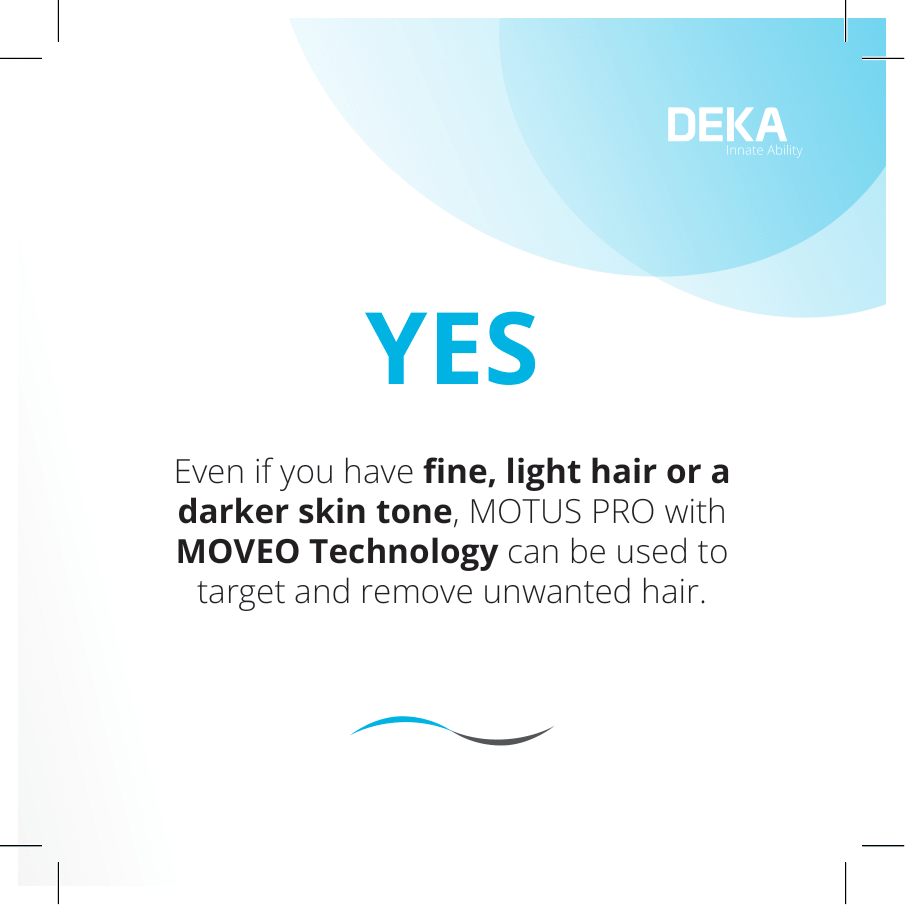 DEKA
Innate Ability
YES
Even if you have fine, light hair or a
darker skin tone, MOTUS PRO with
MOVEO Technology can be used to
target and remove unwanted hair.